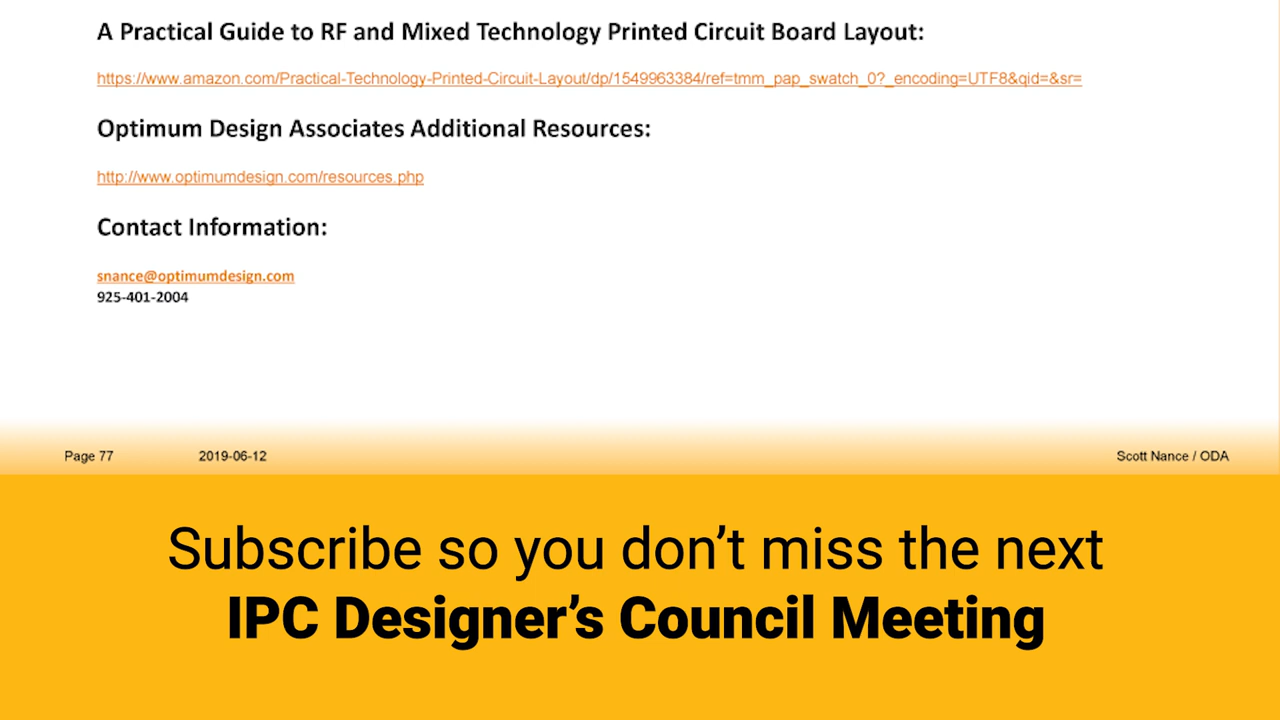 A Practical Guide to RF and Mixed Technology Printed Circuit Board Layout:
https://www.amazon.com/Practical-Technology-Printed-Circuit-Layout/dp/1549963384/ref=tmm_pap_swatch_0?_encoding=UTF8&qid=&sr=
Optimum Design Associates Additional Resources:
http://www.optimumdesign.com/resources.php
Contact Information:
snance@optimumdesign.com
925-401-2004
Page 77 2019-06-12 Scott Nance / ODA
Subscribe so you don’t miss the next
IPC Designer’s Council Meeting